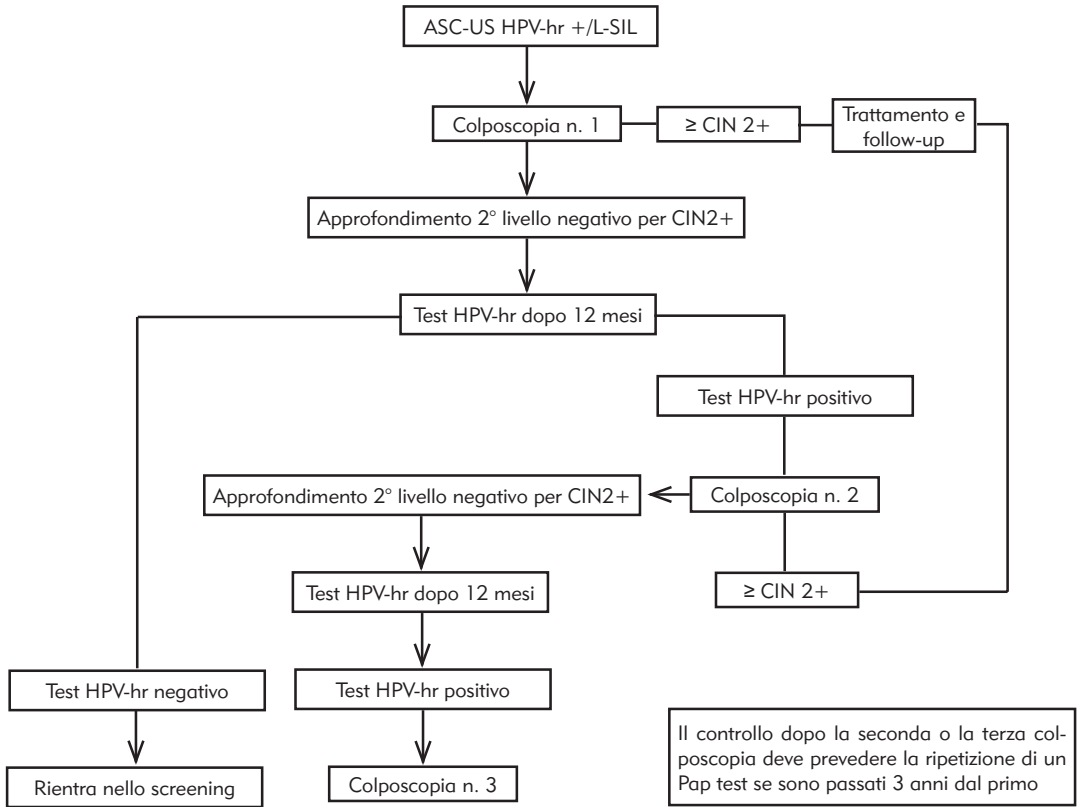 ASC-US HPV-hr +/L-SIL
Colposcopia n. 1
≥ CIN 2+
Trattamento e
follow-up
Approfondimento 2° livello negativo per CIN2+
Test HPV-hr dopo 12 mesi
Test HPV-hr positivo
Approfondimento 2° livello negativo per CIN2+
Colposcopia n. 2
Test HPV-hr dopo 12 mesi
≥ CIN 2+
Test HPV-hr negativo
Test HPV-hr positivo
Rientra nello screening
Colposcopia n. 3
Il controllo dopo la seconda o la terza col-
poscopia deve prevedere la ripetizione di un
Pap test se sono passati 3 anni dal primo